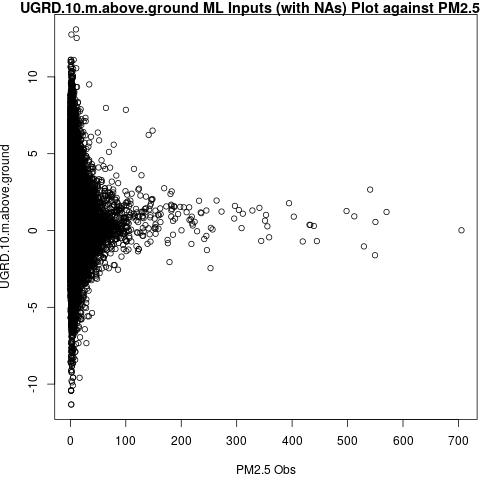 UGRD.10.m.above.ground ML Inputs (with NAs) Plot against PM2.5
UGRD.10.m.above.ground
10
5
0
-5
-10
0 100 200 300 400 500 600 700
PM2.5 Obs